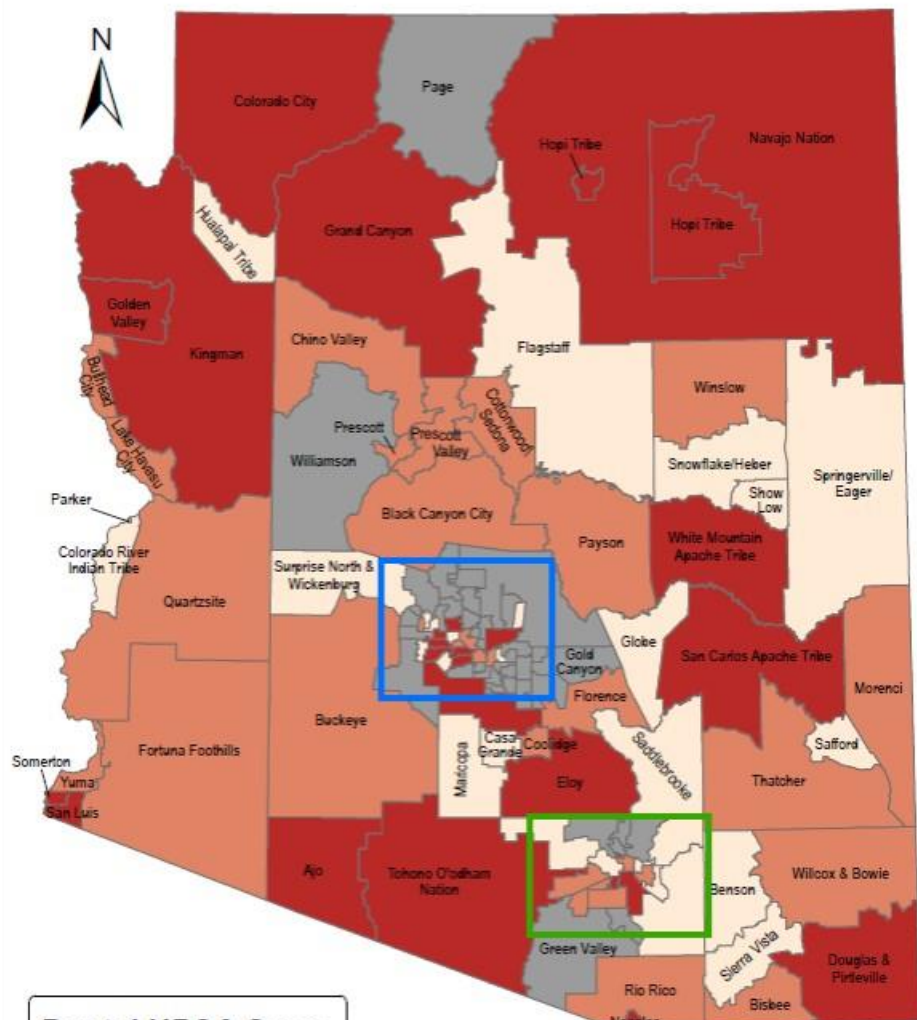 N
Colorado City
Page
Hopi Tribe
Navajo Nation
Hualapai Tribe
Grand Canyon
Hopi Tribe
Golden
Valley
Kingman
Chino Valley
Flagstaff
Bullhead
City
Winslow
Cottonwood/
Sedona
Prescott
Prescott
Valley
Lake Havasu
City
Williamson
Snowflake/Heber
Springerville/
Eager
Show
Low
Parker
Black Canyon City
Payson
White Mountain
Apache Tribe
Colorado River
Indian Tribe
Surprise North &
Wickenburg
Quartzsite
Globe
Gold
Canyon
San Carlos Apache Tribe
Florence
Morenci
Buckeye
Fortuna Foothills
Casa
Grande
Coolidge
Saddlebrooke
Safford
Somerton
Yuma
Maricopa
Eloy
Thatcher
San Luis
Ajo
Tohono O'odham
Nation
Benson
Willcox & Bowie
Green Valley
Sierra Vista
Douglas &
Pirtleville
Rio Rico
Bisbee